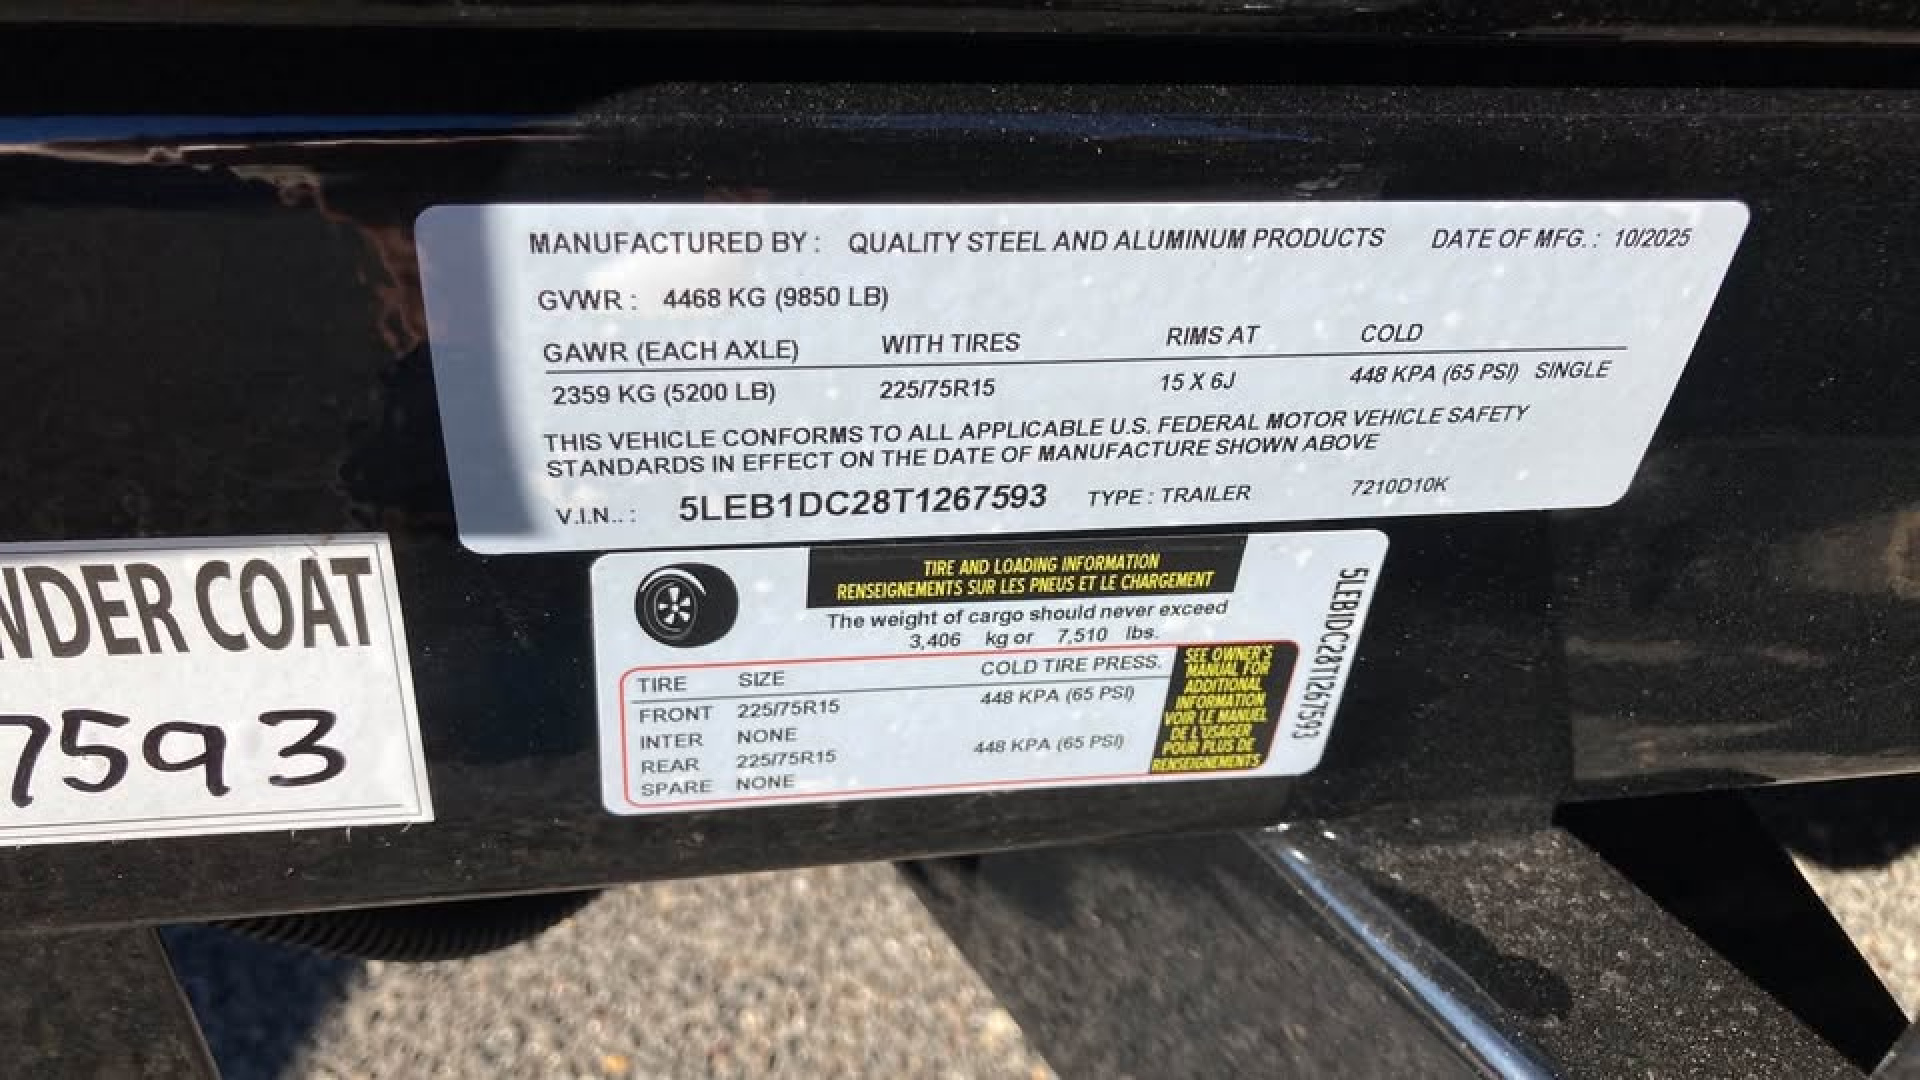 MANUFACTURED BY : QUALITY STEEL AND ALUMINUM PRODUCTS DATE OF MFG. : 10/2025
GVWR : 4468 KG (9850 LB)
GAWR (EACH AXLE) WITH TIRES RIMS AT COLD
2359 KG (5200 LB) 225/75R15 15 X 6J 448 KPA (65 PSI) SINGLE
THIS VEHICLE CONFORMS TO ALL APPLICABLE U.S. FEDERAL MOTOR VEHICLE SAFETY
STANDARDS IN EFFECT ON THE DATE OF MANUFACTURE SHOWN ABOVE
V.I.N.. : 5LEB1DC28T1267593 TYPE : TRAILER 7210D10K
NDER COAT
7593
TIRE AND LOADING INFORMATION
RENSEIGNEMENTS SUR LES PNEUS ET LE CHARGEMENT
The weight of cargo should never exceed
3,406 kg or 7,510 lbs.
TIRE SIZE COLD TIRE PRESS.
FRONT 225/75R15 448 KPA (65 PSI)
INTER NONE
REAR 225/75R15 448 KPA (65 PSI)
SPARE NONE
SEE OWNER'S
MANUAL FOR
ADDITIONAL
INFORMATION
VOIR LE MANUEL
DE L'USAGER
POUR PLUS DE
RENSEIGNEMENTS
5LEB1DC28T1267593